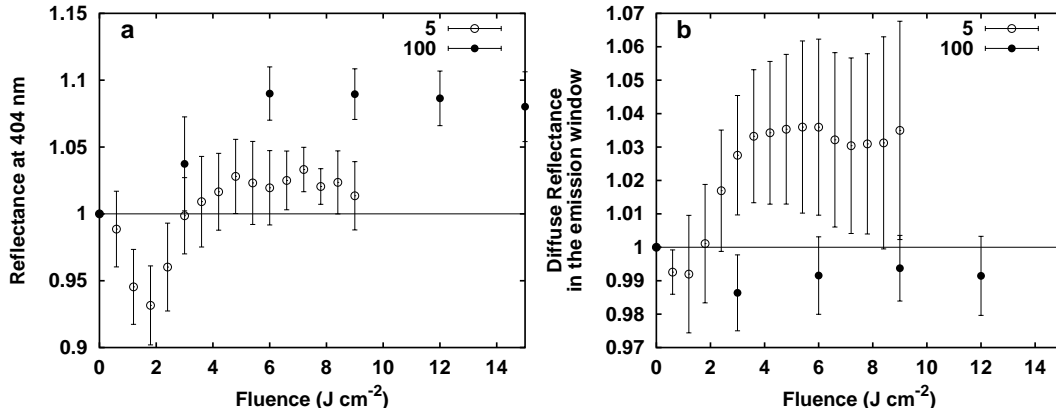 a
5
100
1.15
1.1
1.05
1
0.95
0.9
0 2 4 6 8 10 12 14
Reflectance at 404 nm
Fluence (J cm-2)
b
5
100
1.07
1.06
1.05
1.04
1.03
1.02
1.01
1
0.99
0.98
0.97
0 2 4 6 8 10 12 14
Diffuse Reflectance
in the emission window
Fluence (J cm-2)